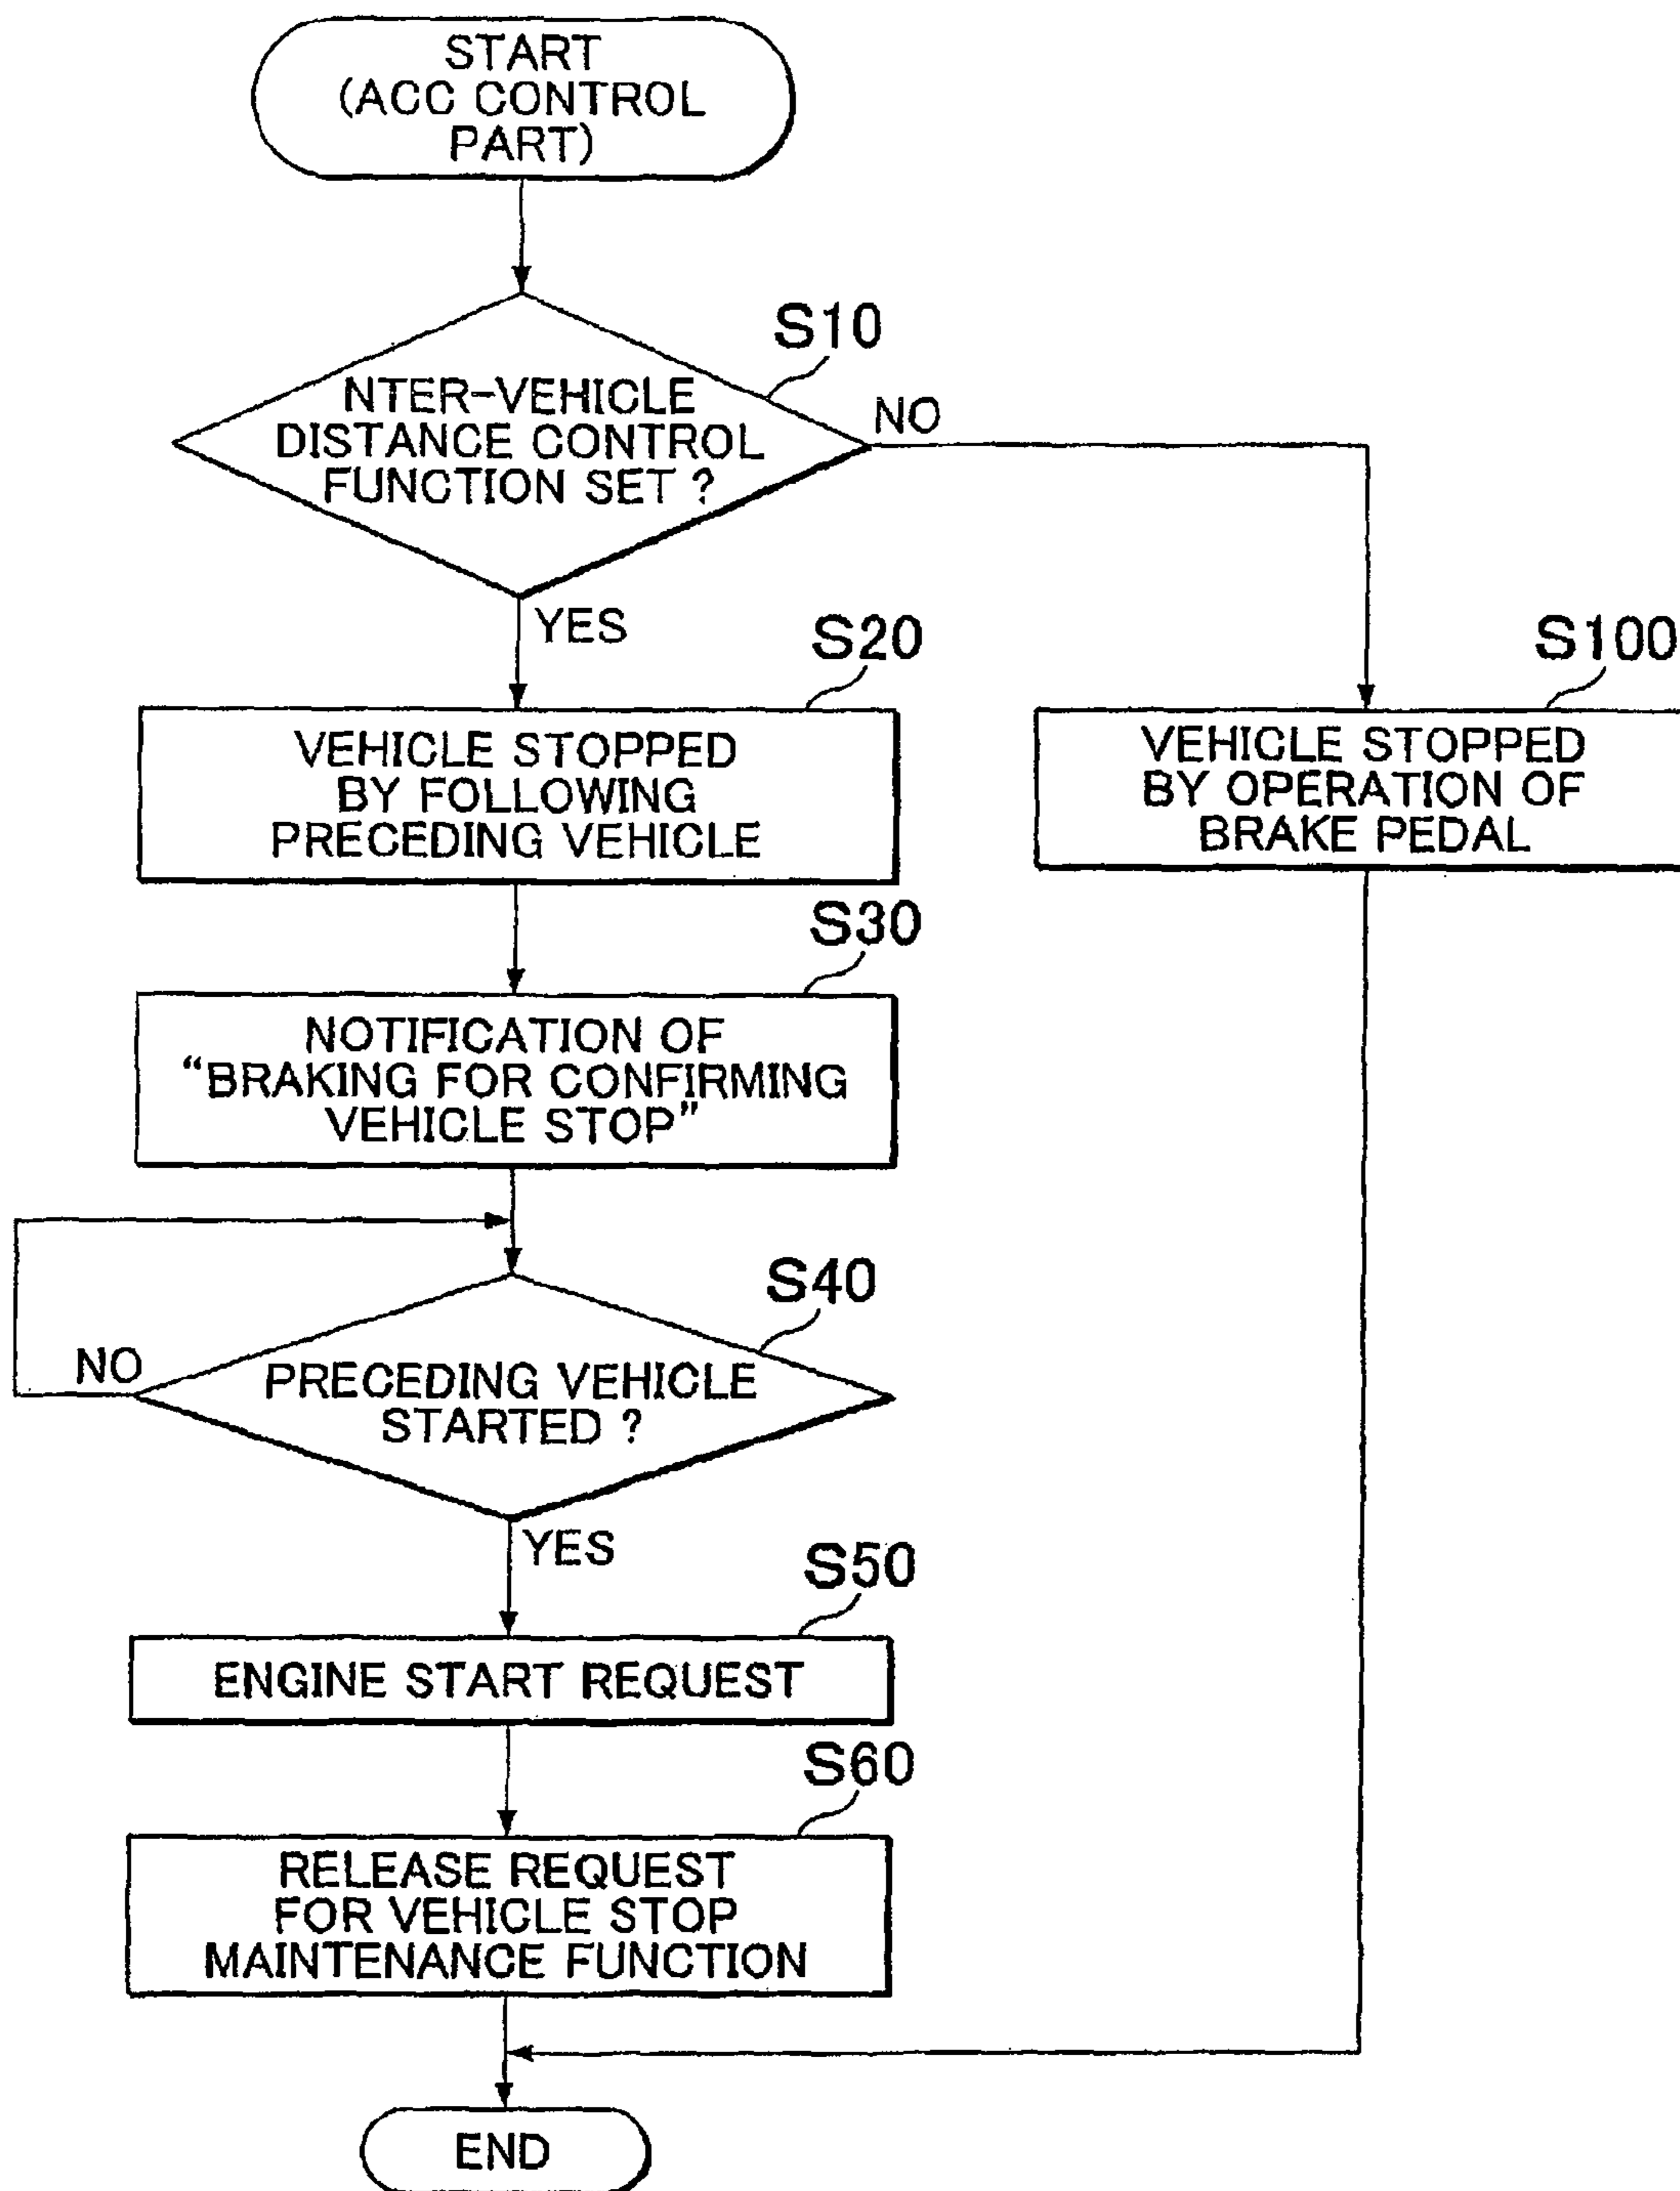 START
(ACC CONTROL
PART)
S10
NTER-VEHICLE
DISTANCE CONTROL
FUNCTION SET ?
NO
YES
S20
VEHICLE STOPPED
BY FOLLOWING
PRECEDING VEHICLE
S100
VEHICLE STOPPED
BY OPERATION OF
BRAKE PEDAL
S30
NOTIFICATION OF
“BRAKING FOR CONFIRMING
VEHICLE STOP”
S40
NO
PRECEDING VEHICLE
STARTED ?
YES
S50
ENGINE START REQUEST
S60
RELEASE REQUEST
FOR VEHICLE STOP
MAINTENANCE FUNCTION
END